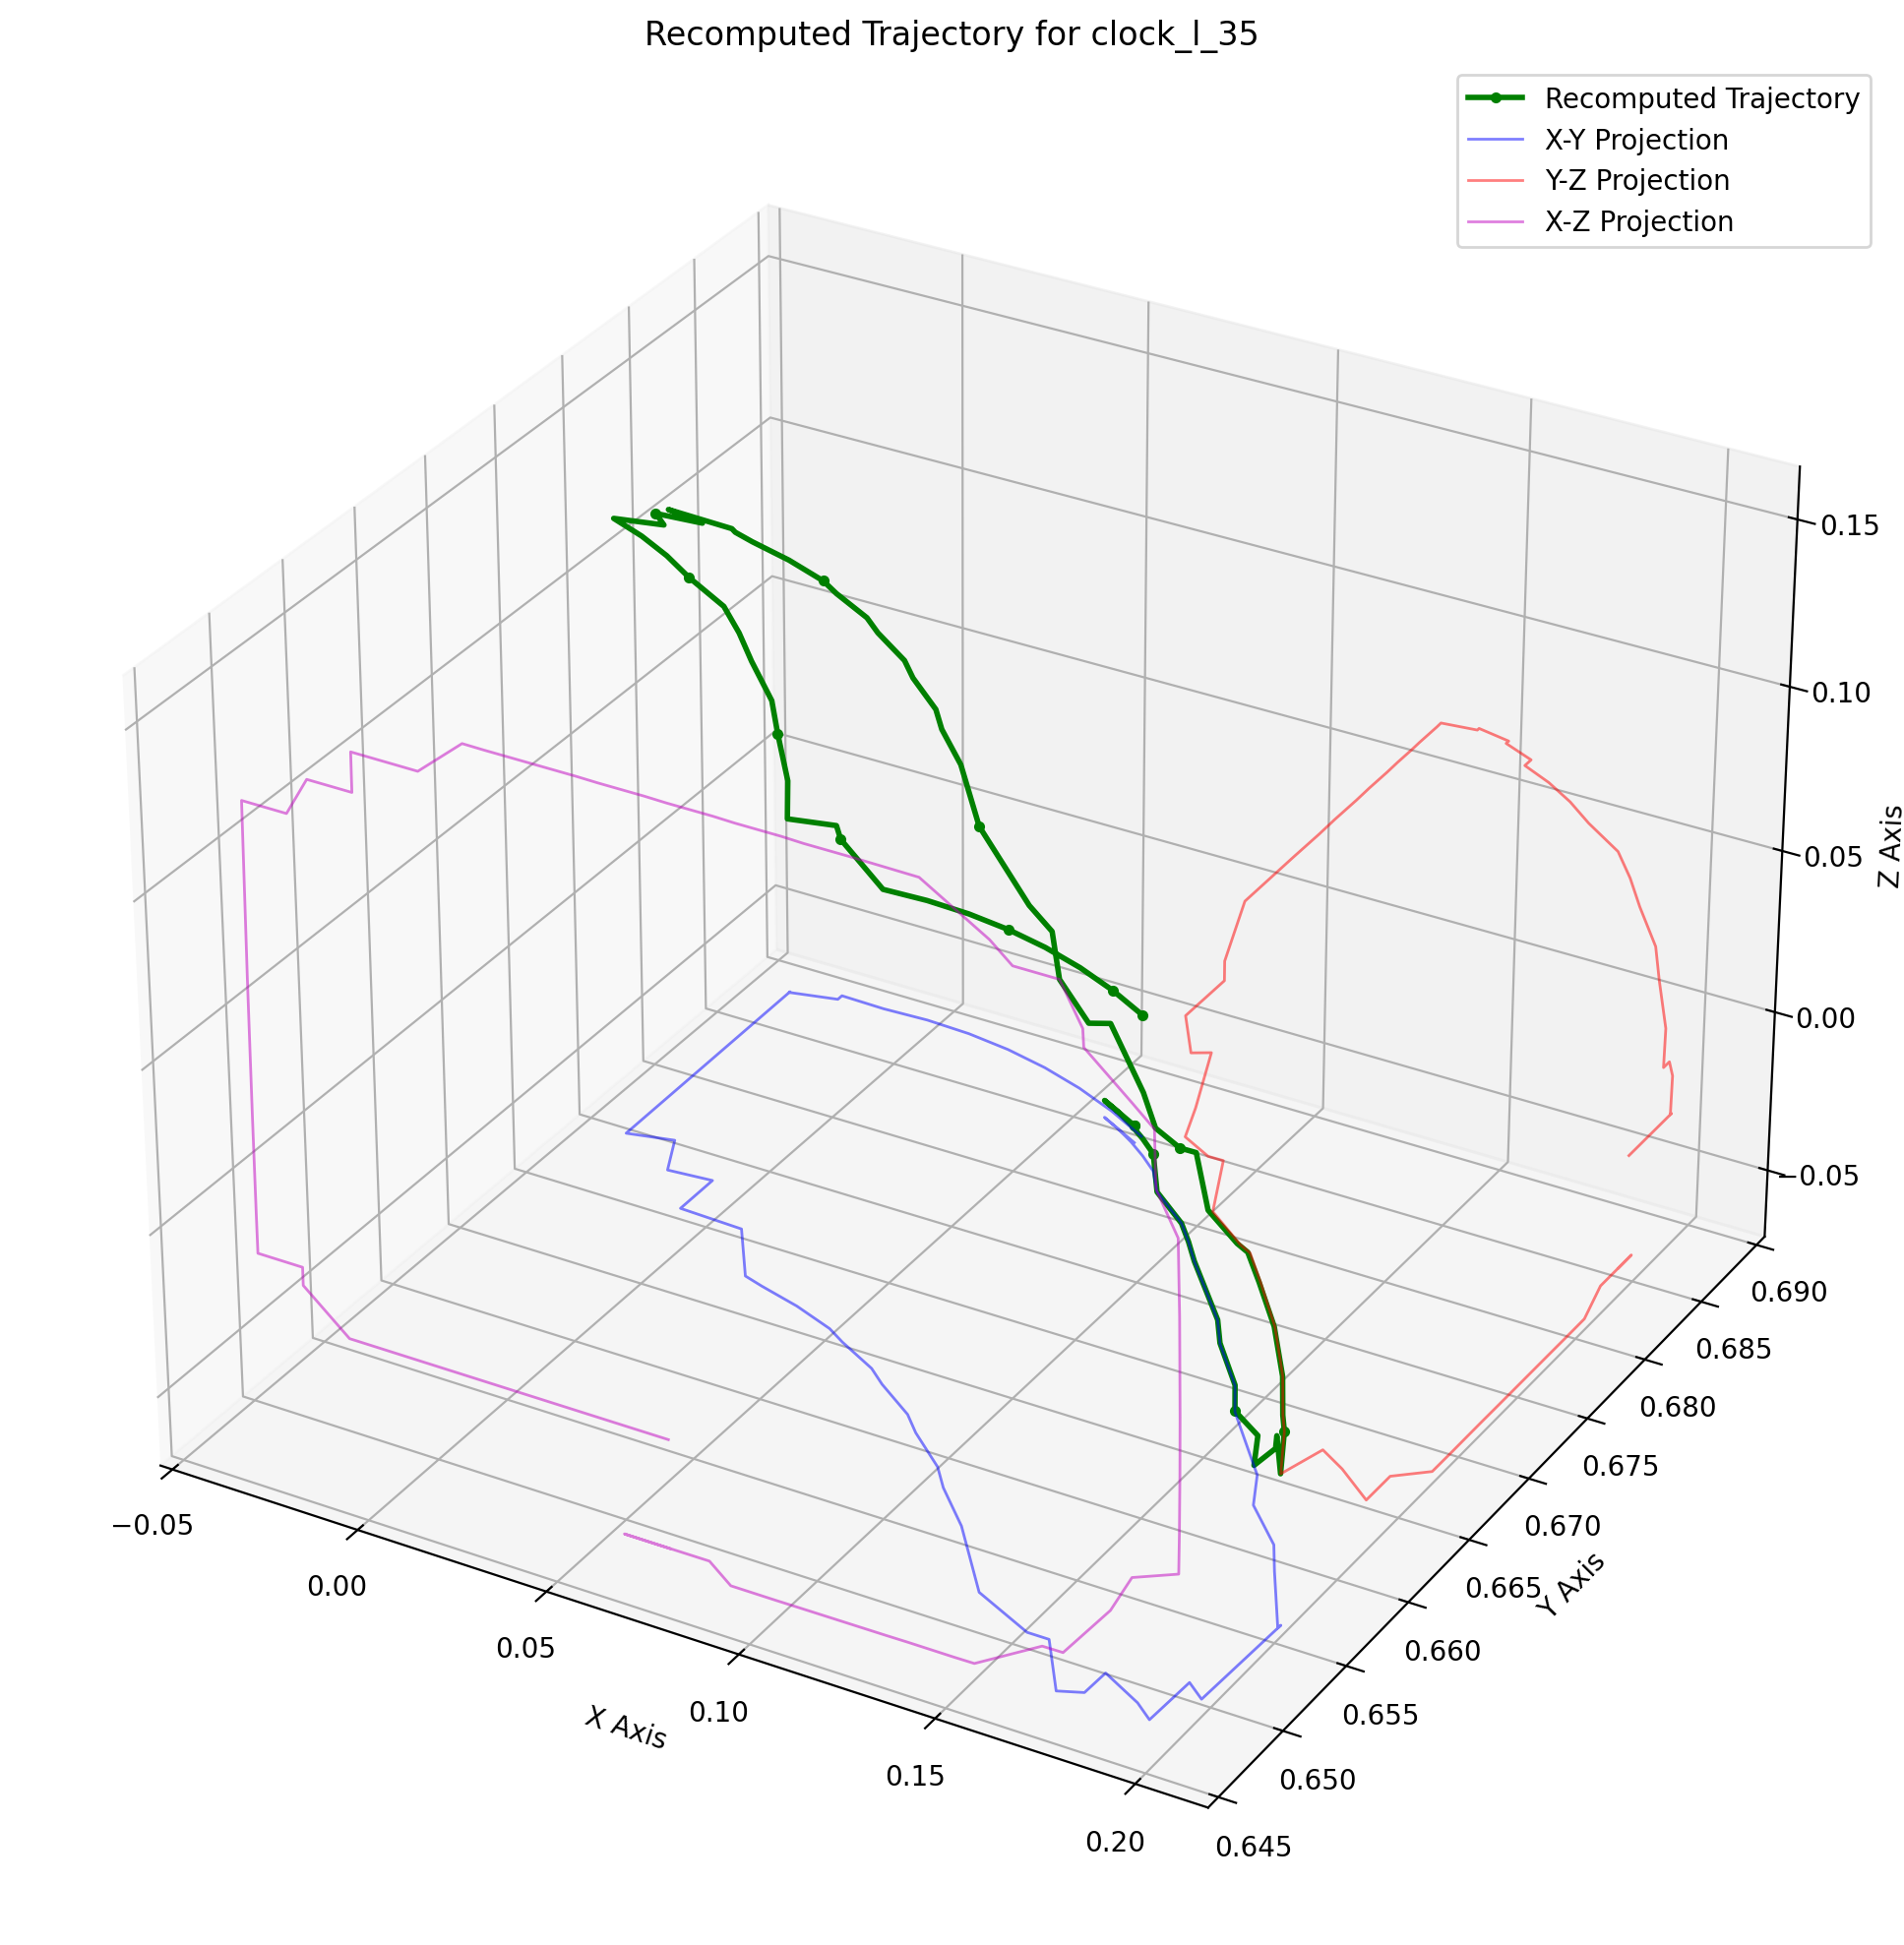 Recomputed Trajectory for clock_l_35
Recomputed Trajectory
X-Y Projection
Y-Z Projection
X-Z Projection
0.15
0.10
0.05
0.00
−0.05
Z Axis
0.690
0.685
0.680
0.675
0.670
0.665
0.660
0.655
0.650
0.645
Y Axis
−0.05
0.00
0.05
0.10
0.15
0.20
X Axis